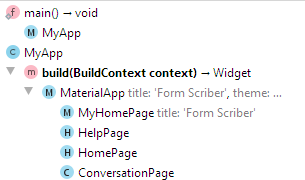 f main() → void
M MyApp
C MyApp
m build(BuildContext context) → Widget
M MaterialApp title: 'Form Scriber', theme: ...
M MyHomePage title: 'Form Scriber'
H HelpPage
H HomePage
C ConversationPage